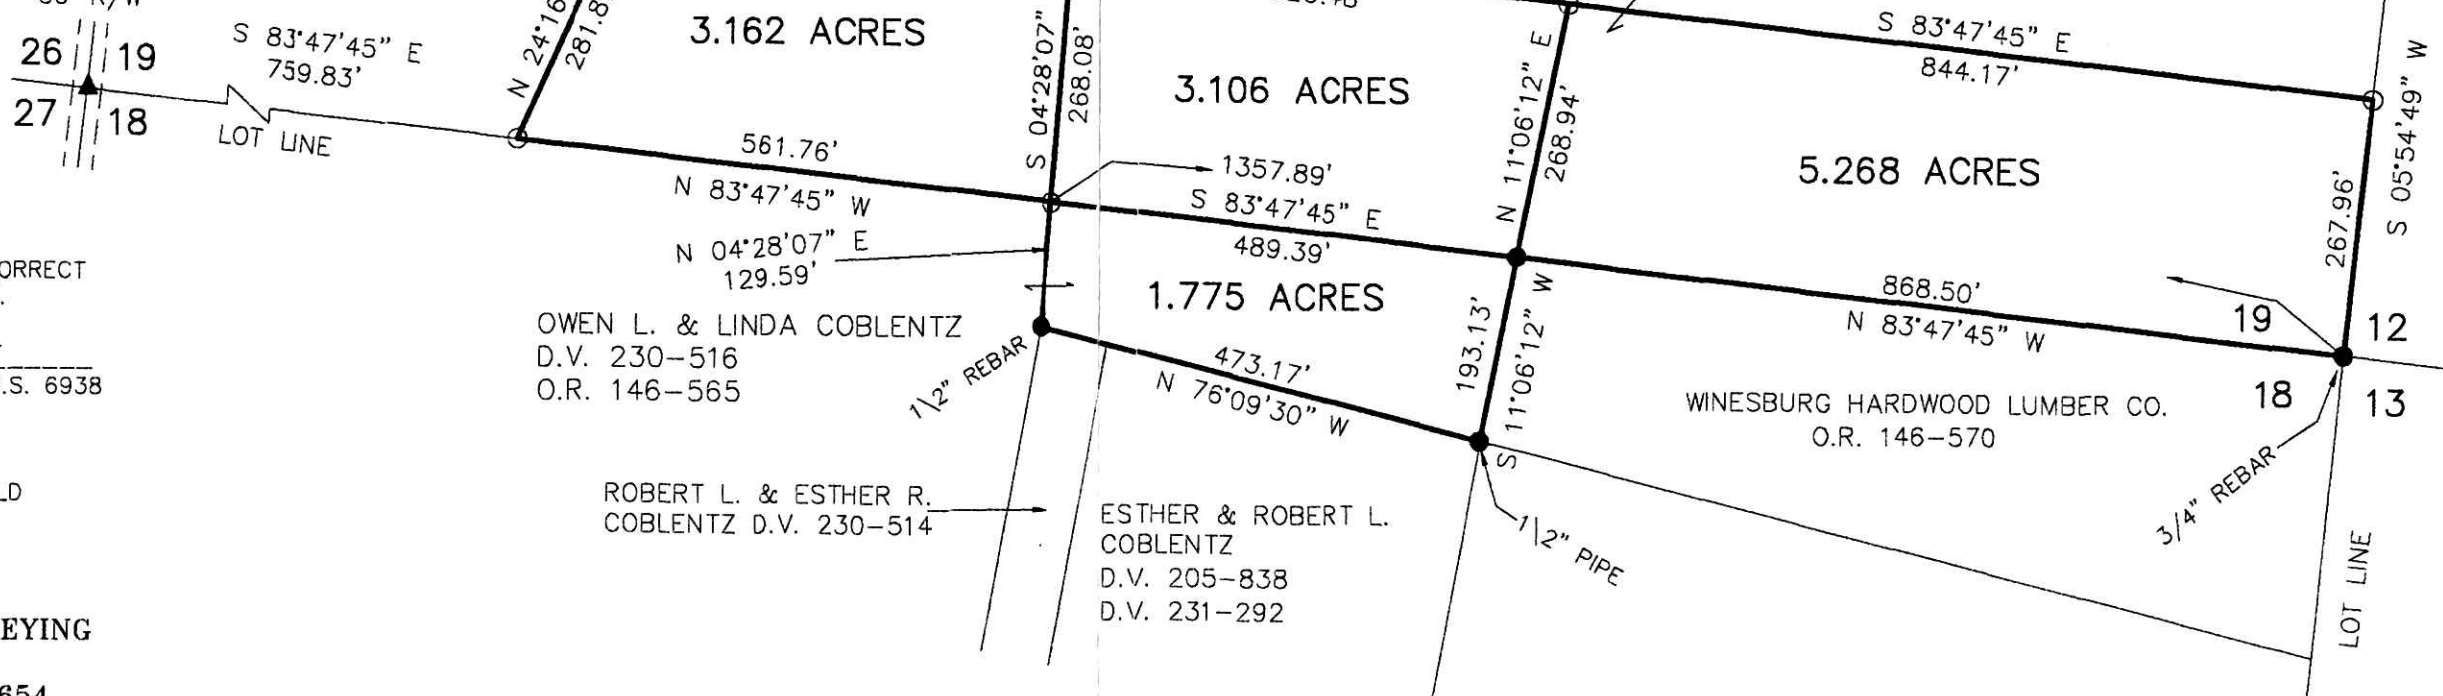 26 19
27 18
S 83°47'45" E
759.83'
LOT LINE
N 24°16
281.8
3.162 ACRES
561.76'
N 83°47'45" W
S 04°28'07"
268.08'
3.106 ACRES
1357.89'
S 83°47'45" E
489.39'
N 11°06'12" E
268.94'
S 83°47'45" E
844.17'
5.268 ACRES
S 05°54'49" W
267.96'
868.50'
N 83°47'45" W
19 12
18 13
N 04°28'07" E
129.59'
1.775 ACRES
193.13'
S 11°06'12" W
473.17'
N 76°09'30" W
ORRECT
.S. 6938
OWEN L. & LINDA COBLENTZ
D.V. 230-516
O.R. 146-565
1\2" REBAR
WINESBURG HARDWOOD LUMBER CO.
O.R. 146-570
3/4" REBAR
LOT LINE
ROBERT L. & ESTHER R.
COBLENTZ D.V. 230-514
ESTHER & ROBERT L.
COBLENTZ
D.V. 205-838
D.V. 231-292
1\2" PIPE
LD
EYING
654